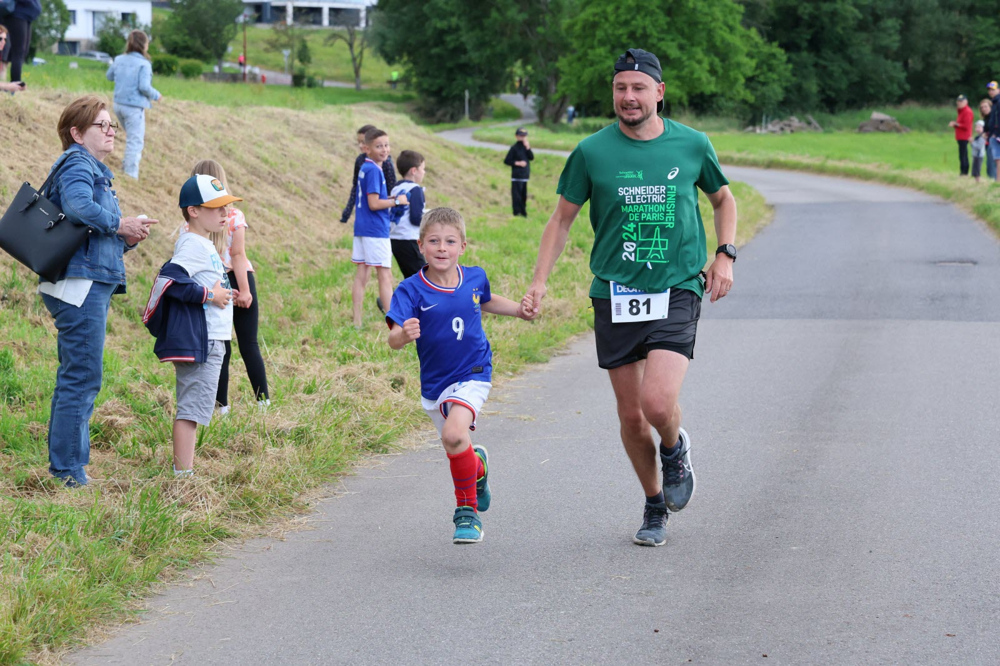 SCHNEIDER
ELECTRIC
MARATHON
DE PARIS
2024
FINISHER
81
9